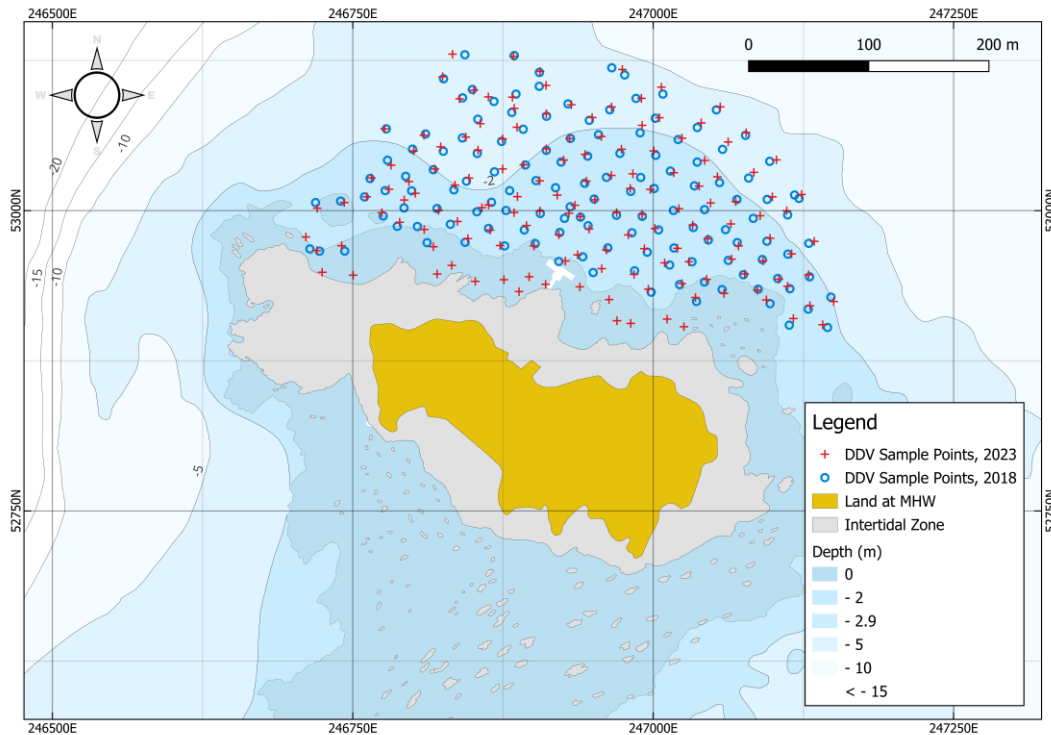 246500E 246750E 247000E 247250E
N
W E
S
0 100 200 m
-10
-20
-2
53000N 53000N
-15
-10
-5
52750N 52750N
Legend
DDV Sample Points, 2023
DDV Sample Points, 2018
Land at MHW
Intertidal Zone
Depth (m)
0
- 2
- 2.9
- 5
- 10
< - 15
246500E 246750E 247000E 247250E